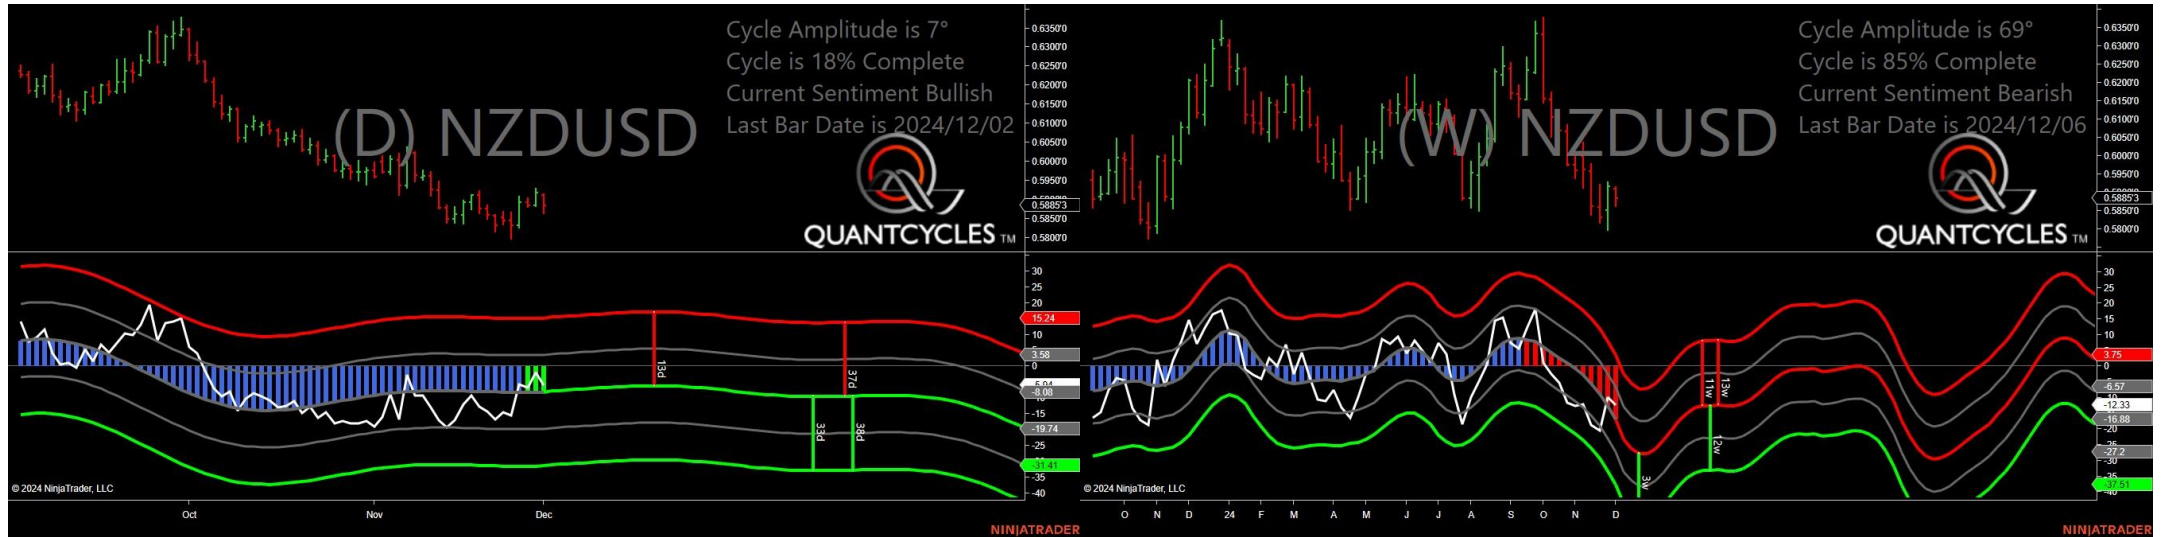 Cycle Amplitude is 7°
Cycle is 18% Complete
Current Sentiment Bullish
Last Bar Date is 2024/12/02
(D) NZDUSD
QUANTCYCLES TM
0.6350'0
0.6300'0
0.6250'0
0.6200'0
0.6150'0
0.6100'0
0.6050'0
0.6000'0
0.5950'0
0.5885'3
0.5850'0
0.5800'0
30
25
20
15.24
10
3.58
0
-5.04
-8.08
-15
-19.74
-25
-31.41
-35
-40
13d
37d
33d
38d
© 2024 NinjaTrader, LLC
Oct Nov Dec
NINJATRADER
Cycle Amplitude is 69°
Cycle is 85% Complete
Current Sentiment Bearish
Last Bar Date is 2024/12/06
(W) NZDUSD
QUANTCYCLES TM
0.6350'0
0.6300'0
0.6250'0
0.6200'0
0.6150'0
0.6100'0
0.6050'0
0.6000'0
0.5950'0
0.5885'3
0.5850'0
0.5800'0
30
25
20
15
10
3.75
0
-6.57
-12.33
-16.88
-20
-27.2
-30
-37.51
11w
13w
12w
3w
© 2024 NinjaTrader, LLC
O N D 24 F M A M J J A S O N D
NINJATRADER